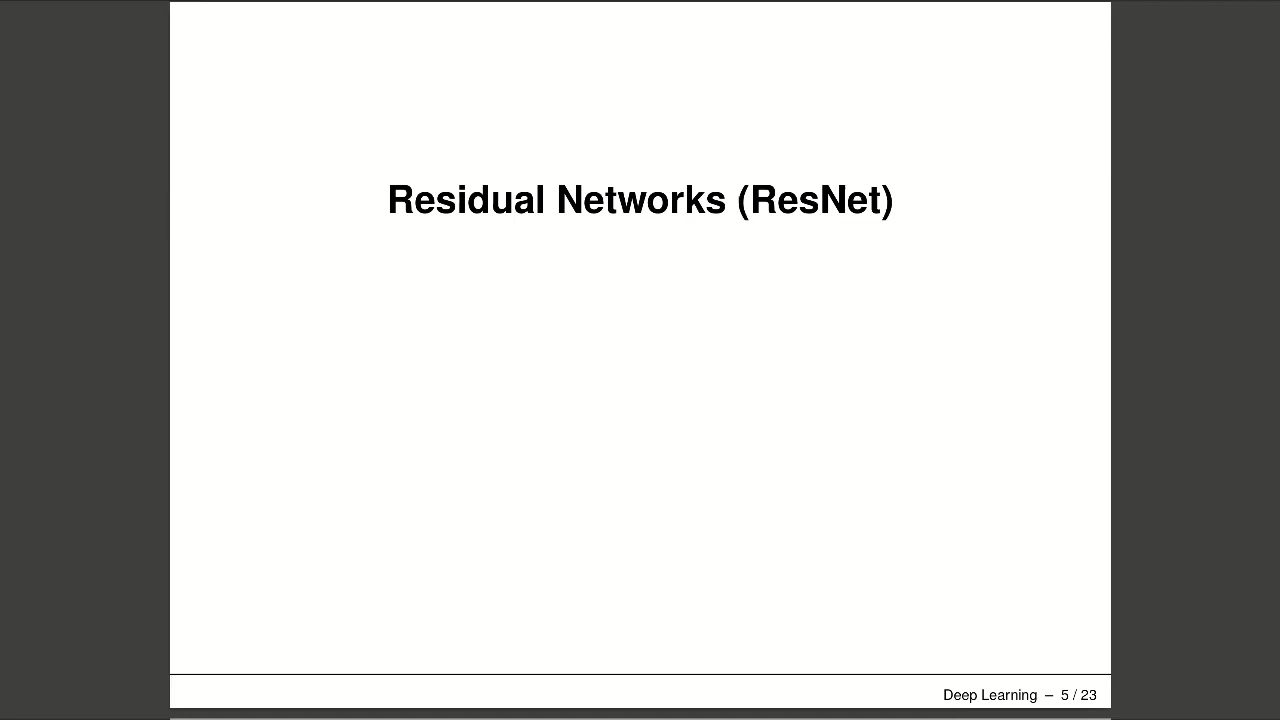 Residual Networks (ResNet)
Deep Learning – 5 / 23